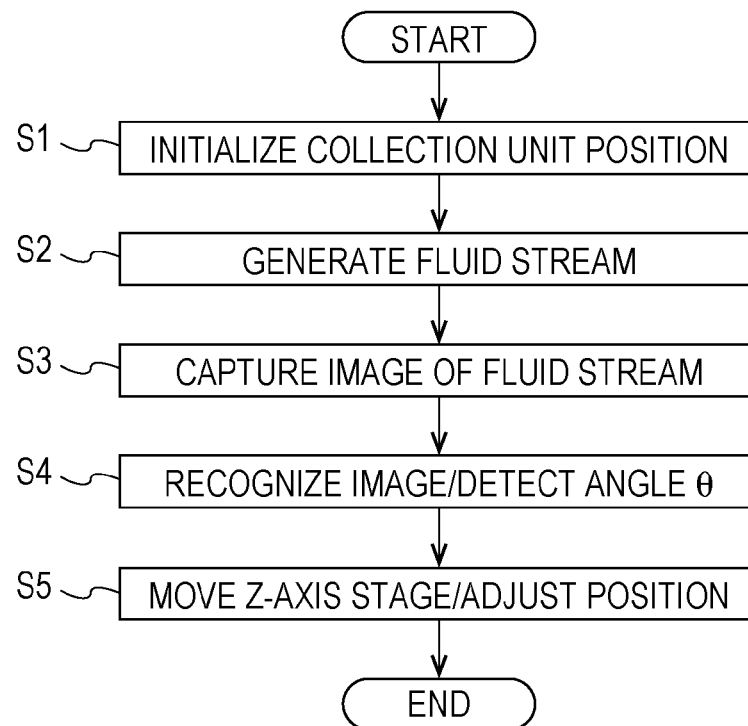 START
S1 INITIALIZE COLLECTION UNIT POSITION
S2 GENERATE FLUID STREAM
S3 CAPTURE IMAGE OF FLUID STREAM
S4 RECOGNIZE IMAGE/DETECT ANGLE θ
S5 MOVE Z-AXIS STAGE/ADJUST POSITION
END